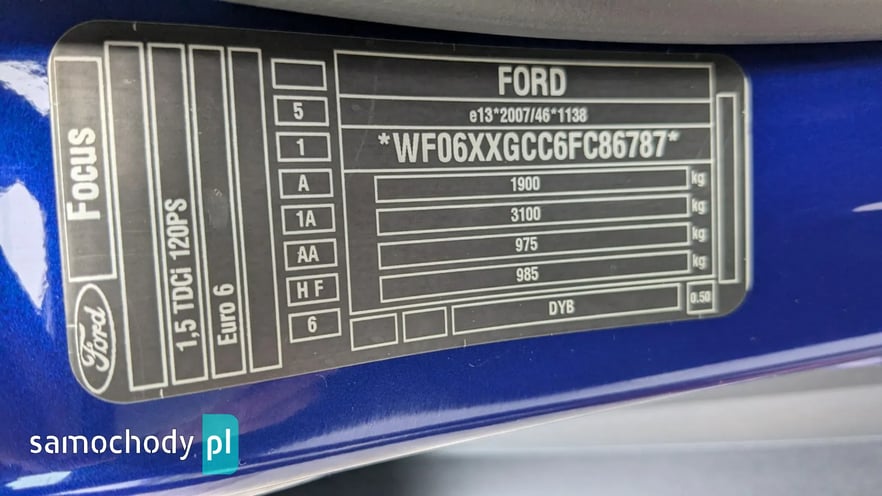 Focus
Ford
1,5 TDCi 120PS
Euro 6
5
1
A
1A
AA
H F
6
FORD
e13*2007/46*1138
*WF06XXGCC6FC86787*
1900 kg
3100 kg
975 kg
985 kg
DYB
0.50
samochody pl